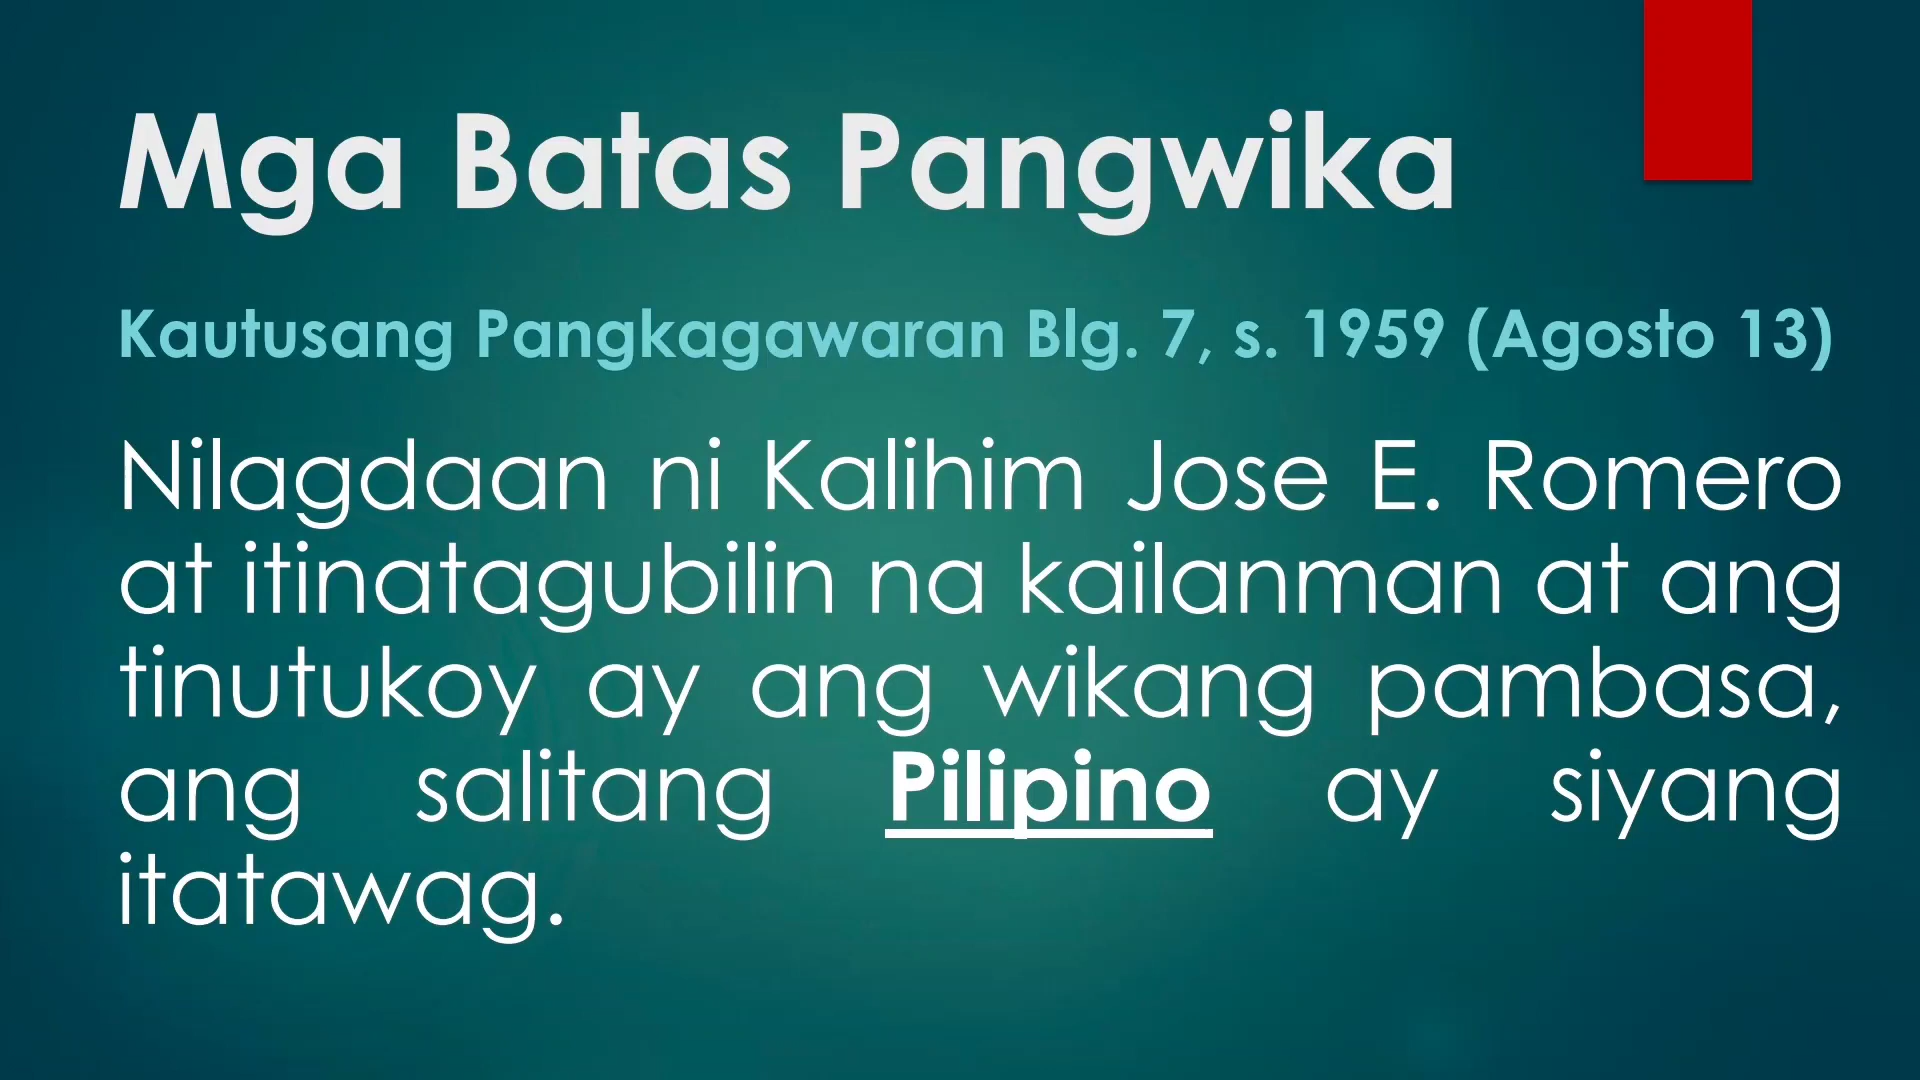 Mga Batas Pangwika
Kautusang Pangkagawaran Blg. 7, s. 1959 (Agosto 13)
Nilagdaan ni Kalihim Jose E. Romero
at itinatagubilin na kailanman at ang
tinutukoy ay ang wikang pambasa,
ang salitang Pilipino ay siyang
itatawag.